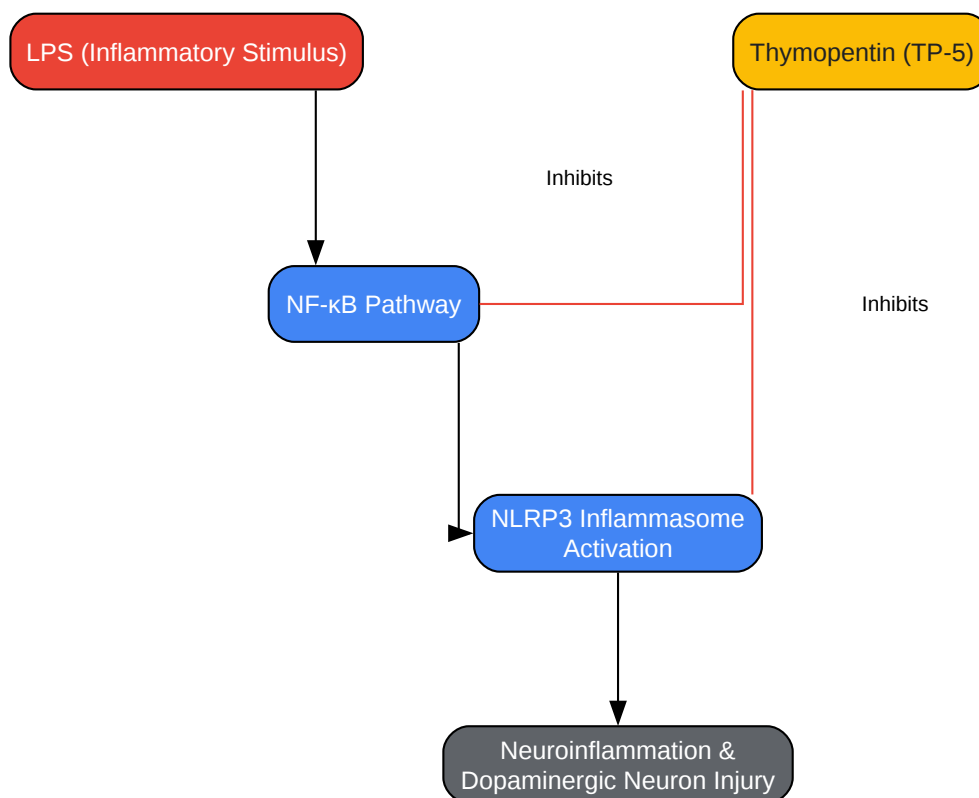 LPS (Inflammatory Stimulus)
Thymopentin (TP-5)
Inhibits
NF-κB Pathway
Inhibits
NLRP3 Inflammasome
Activation
Neuroinflammation &
Dopaminergic Neuron Injury